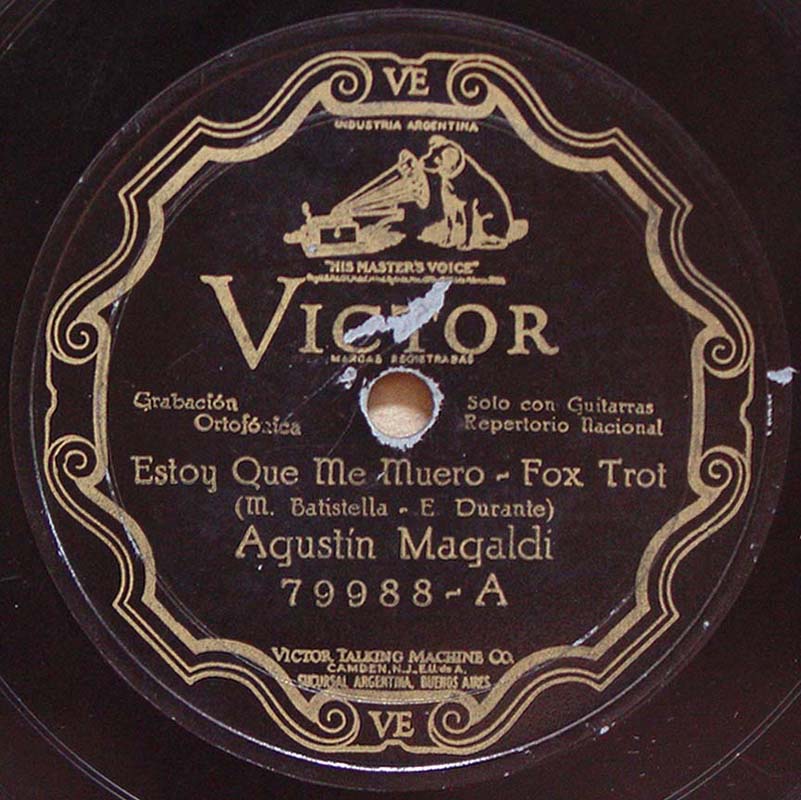 VE
INDUSTRIA ARGENTINA
"HIS MASTER'S VOICE"
VICTOR
MARCAS REGISTRADAS
Grabación
Ortofónica
Solo con Guitarras
Repertorio Nacional
Estoy Que Me Muero - Fox Trot
(M. Batistella - E. Durante)
Agustín Magaldi
79988-A
VICTOR TALKING MACHINE CO.
CAMDEN, N.J., E.U. de A.
SUCURSAL ARGENTINA, BUENOS AIRES
VE